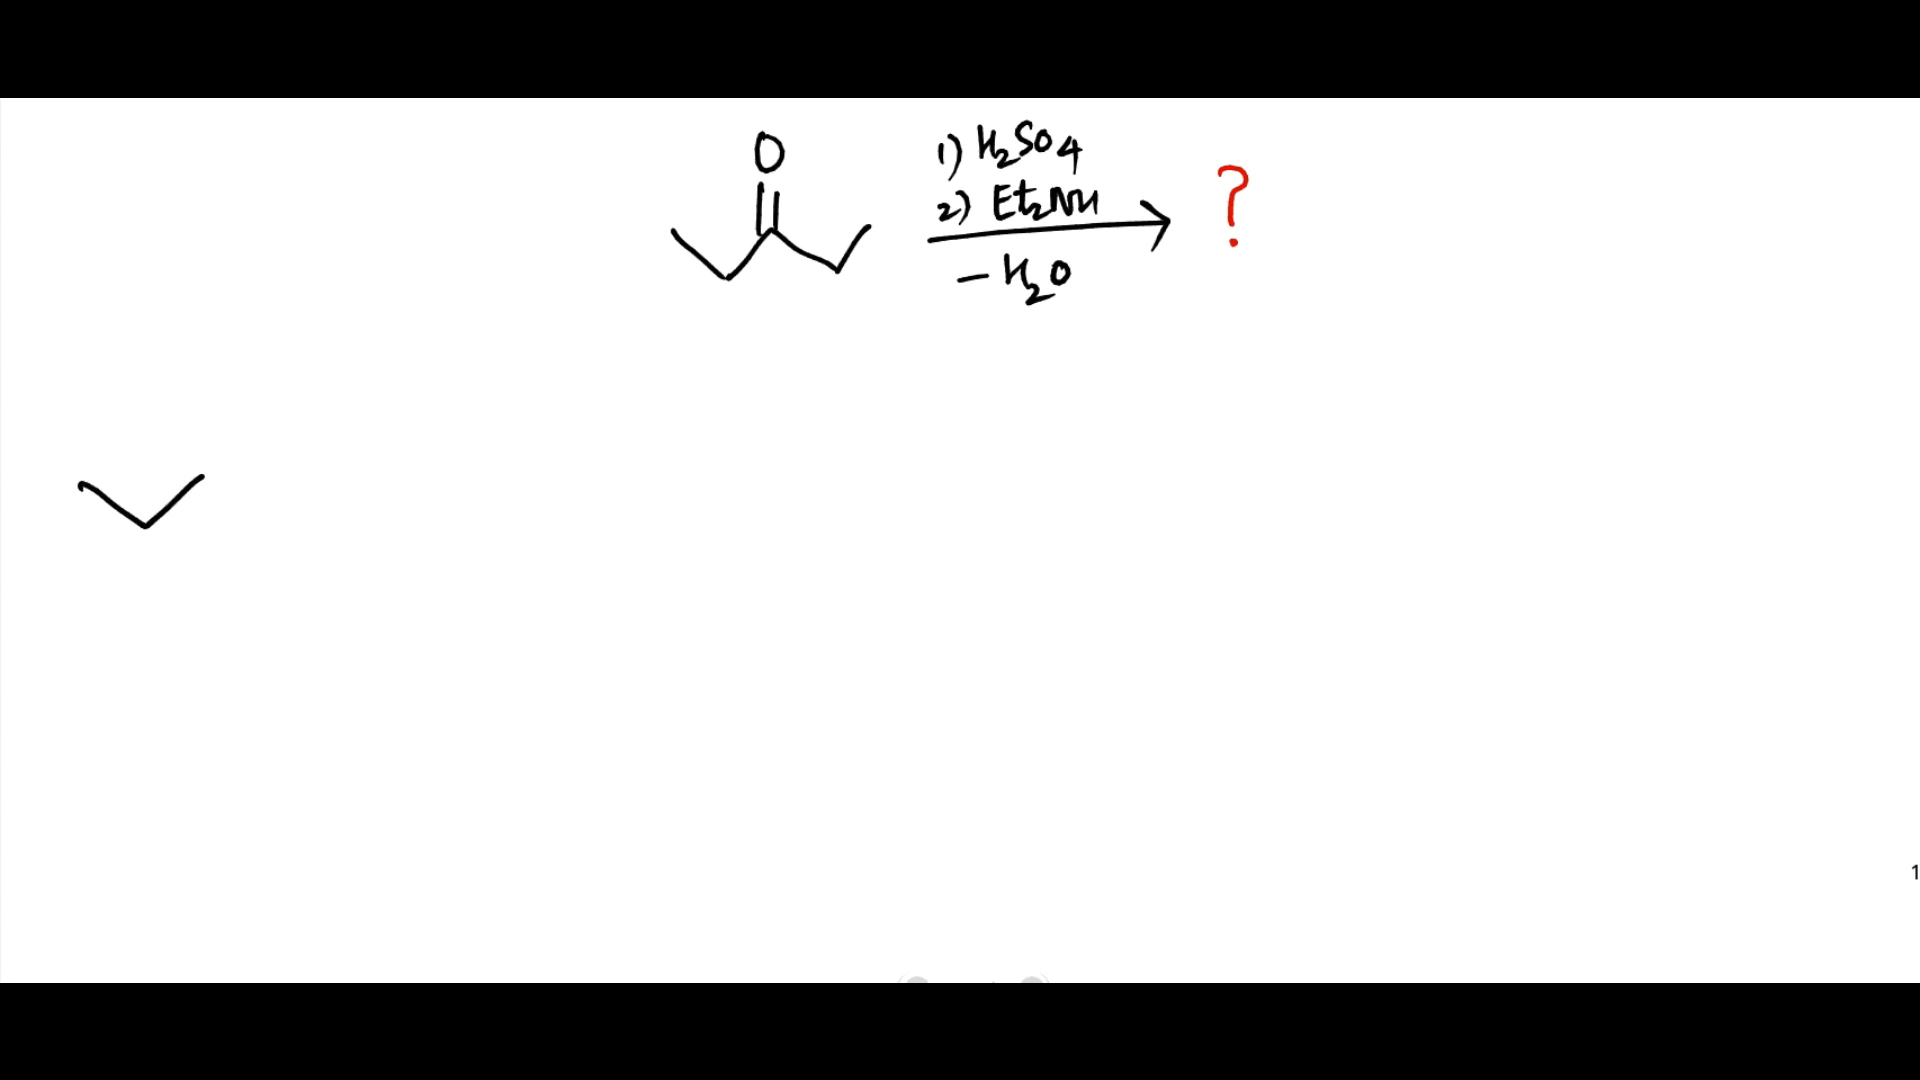 O
1) H₂SO₄
2) Et₂NH
?
− H₂O
1